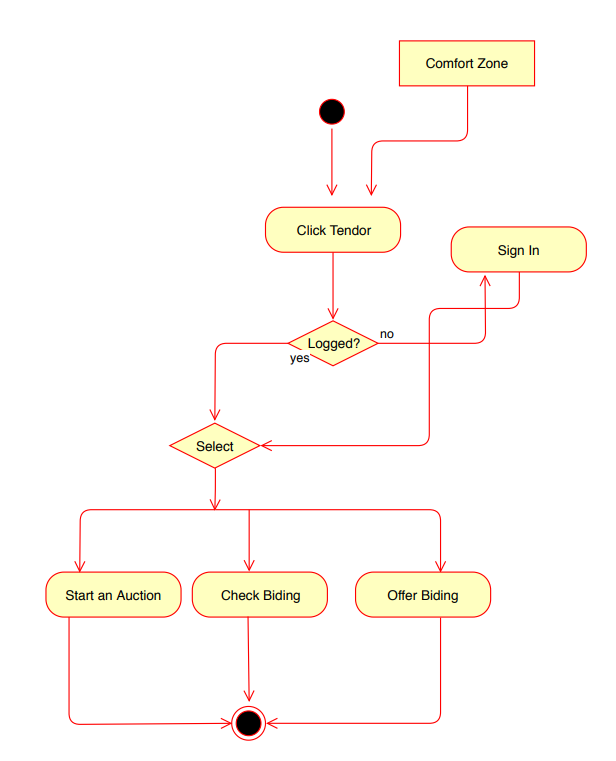 Comfort Zone
Click Tendor
Sign In
no
Logged?
yes
Select
Start an Auction
Check Biding
Offer Biding